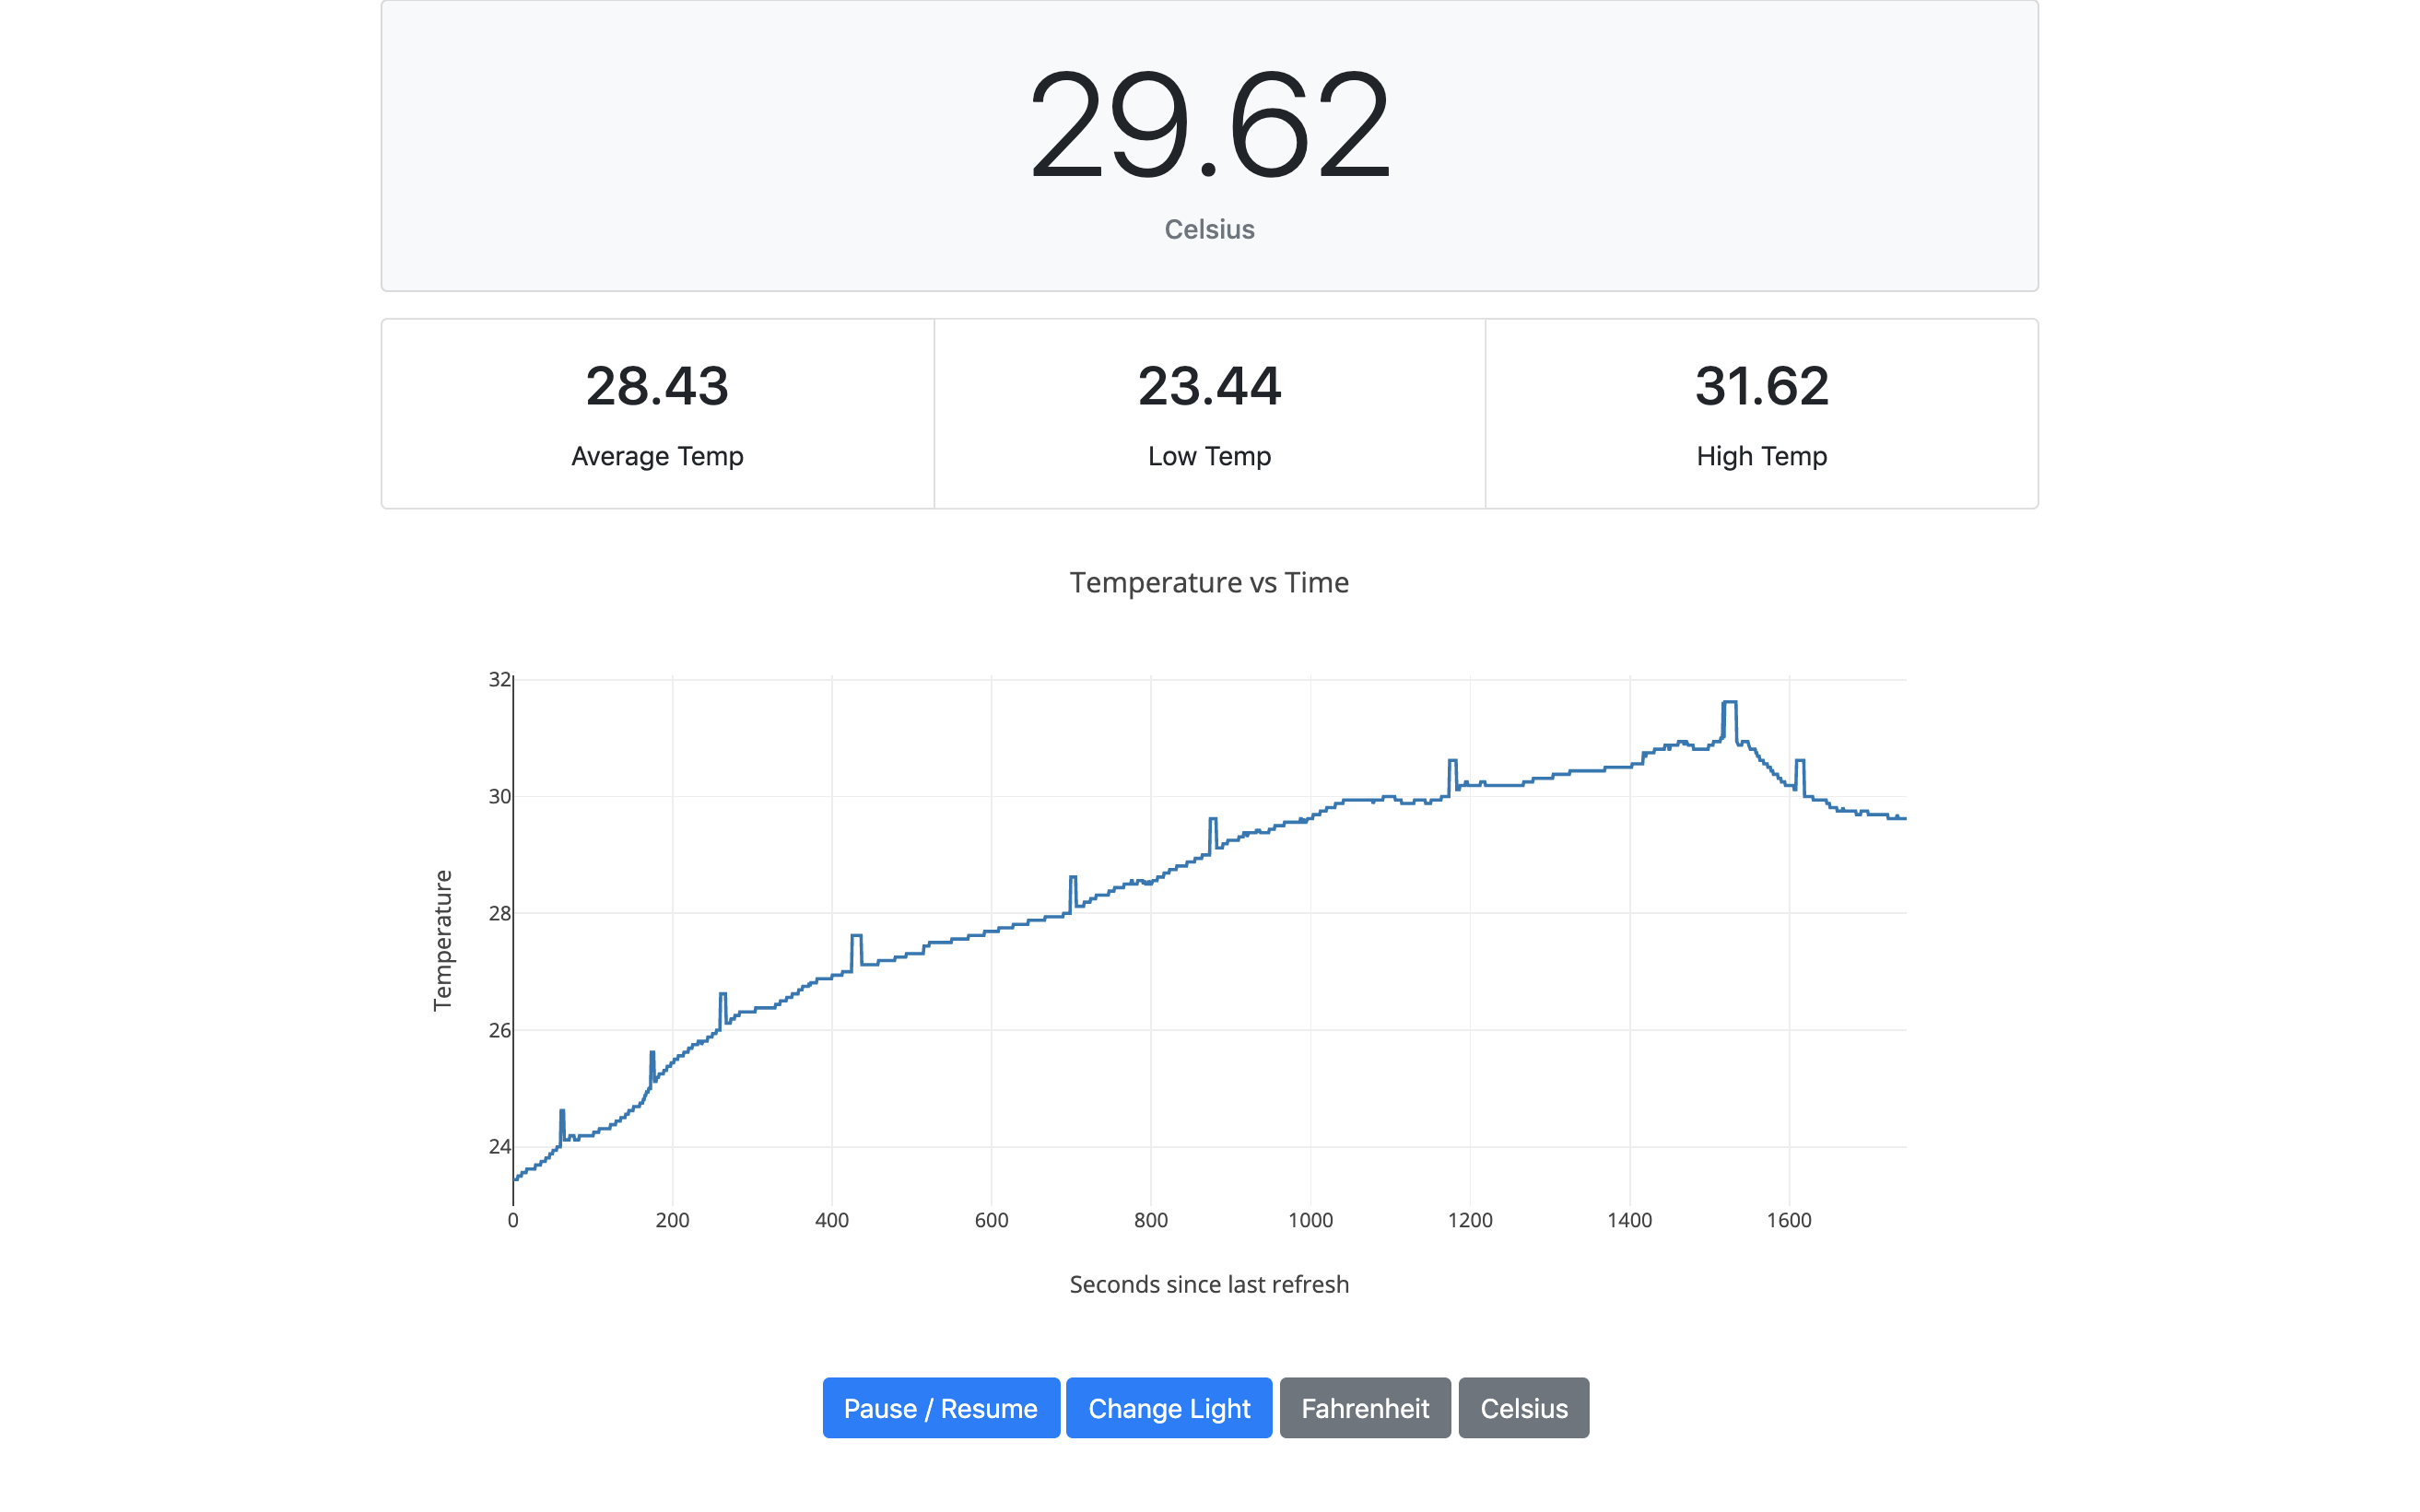 29.62
Celsius
28.43 23.44 31.62
Average Temp Low Temp High Temp
Temperature vs Time
32
30
28
26
24
Temperature
0 200 400 600 800 1000 1200 1400 1600
Seconds since last refresh
Pause / Resume Change Light Fahrenheit Celsius